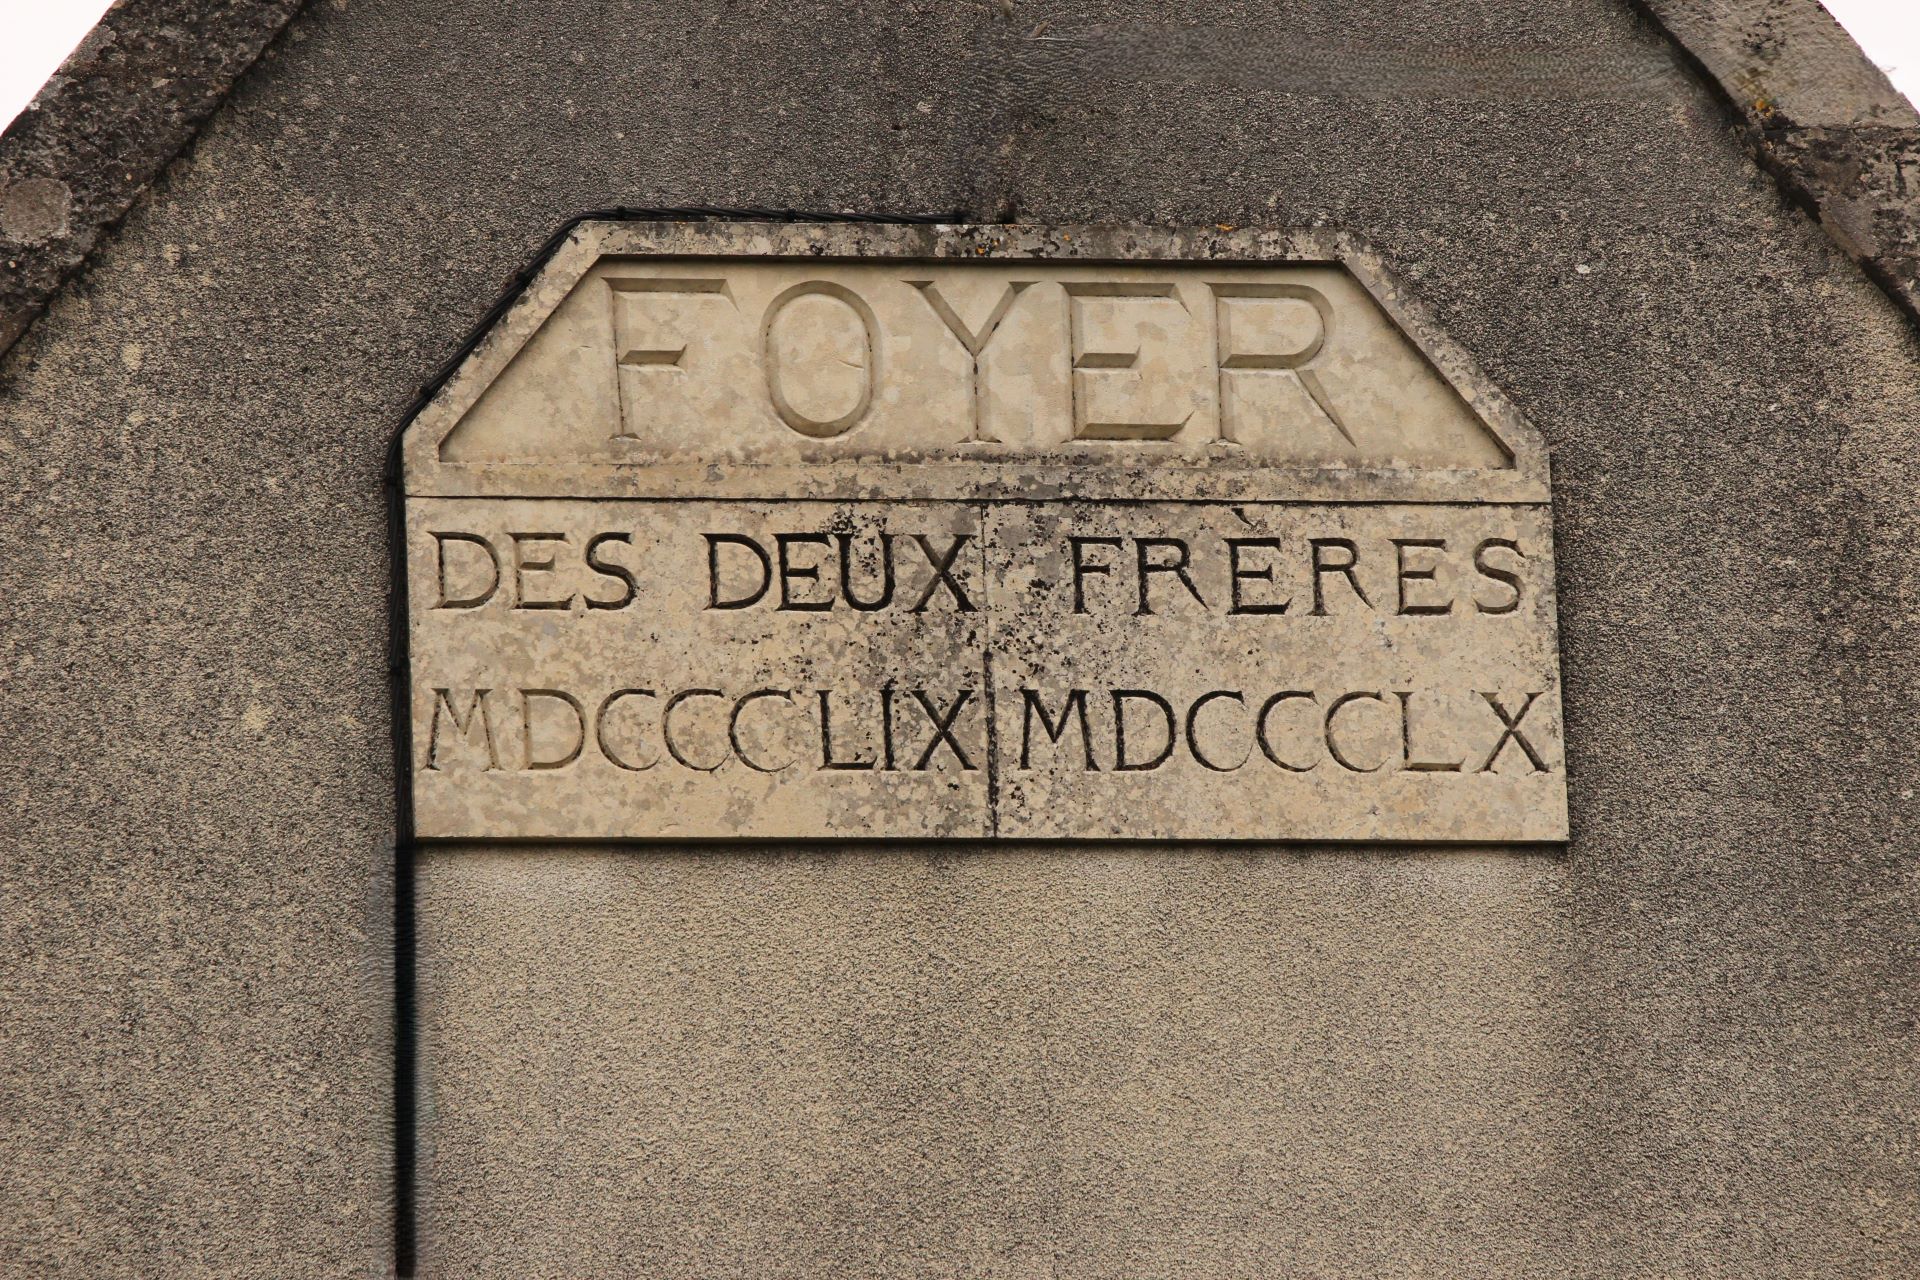 FOYER
DES DEUX FRÈRES
MDCCCLIX MDCCCLX